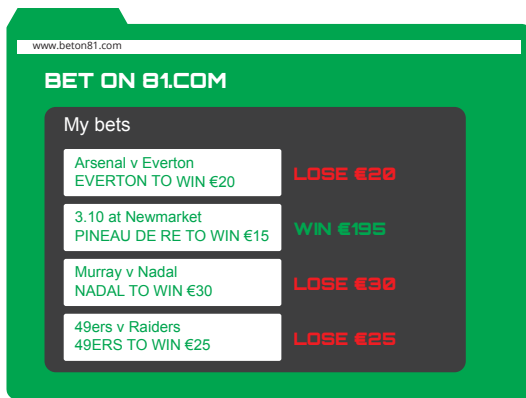 www.beton81.com
BET ON 81.COM
My bets
Arsenal v Everton
EVERTON TO WIN €20
LOSE €20
3.10 at Newmarket
PINEAU DE RE TO WIN €15
WIN €195
Murray v Nadal
NADAL TO WIN €30
LOSE €30
49ers v Raiders
49ERS TO WIN €25
LOSE €25